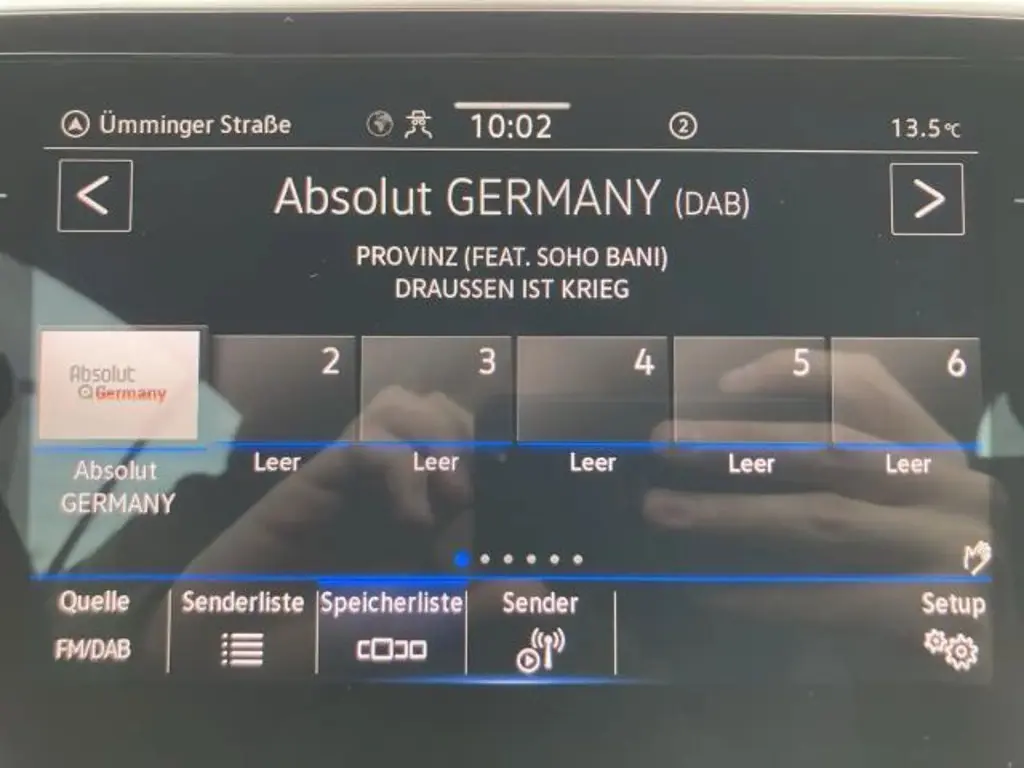 Ümminger Straße 10:02 2 13.5°C
< Absolut GERMANY (DAB) >
PROVINZ (FEAT. SOHO BANI)
DRAUSSEN IST KRIEG
Absolut
Germany
2 3 4 5 6
Absolut
GERMANY
Leer Leer Leer Leer Leer
Quelle Senderliste Speicherliste Sender Setup
FM/DAB